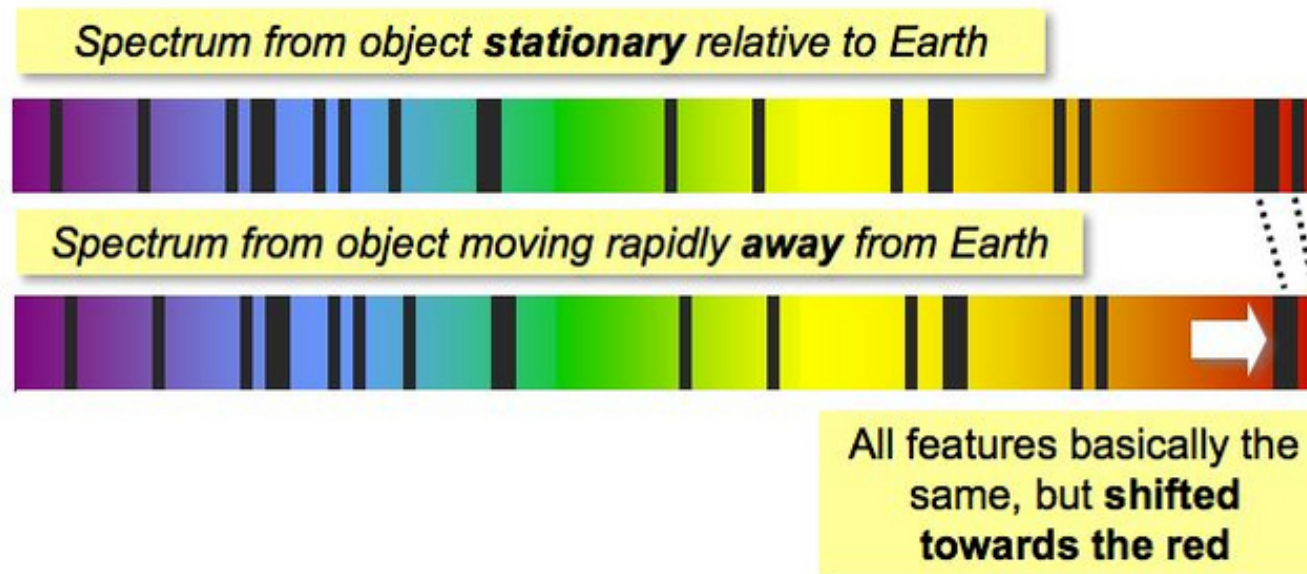 Spectrum from object stationary relative to Earth
Spectrum from object moving rapidly away from Earth
All features basically the
same, but shifted
towards the red